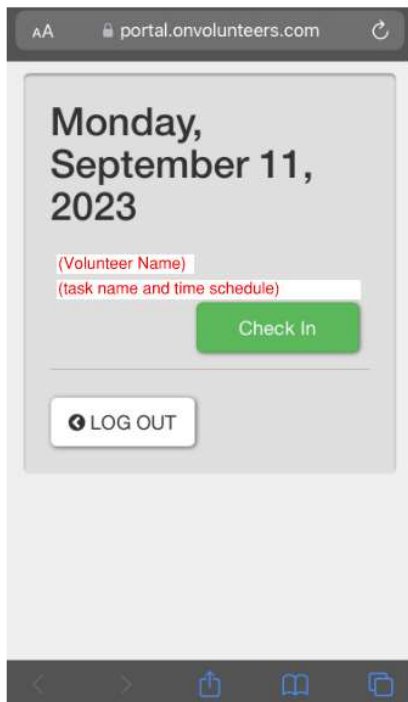 AA portal.onvolunteers.com
Monday,
September 11,
2023
(Volunteer Name)
(task name and time schedule)
Check In
LOG OUT